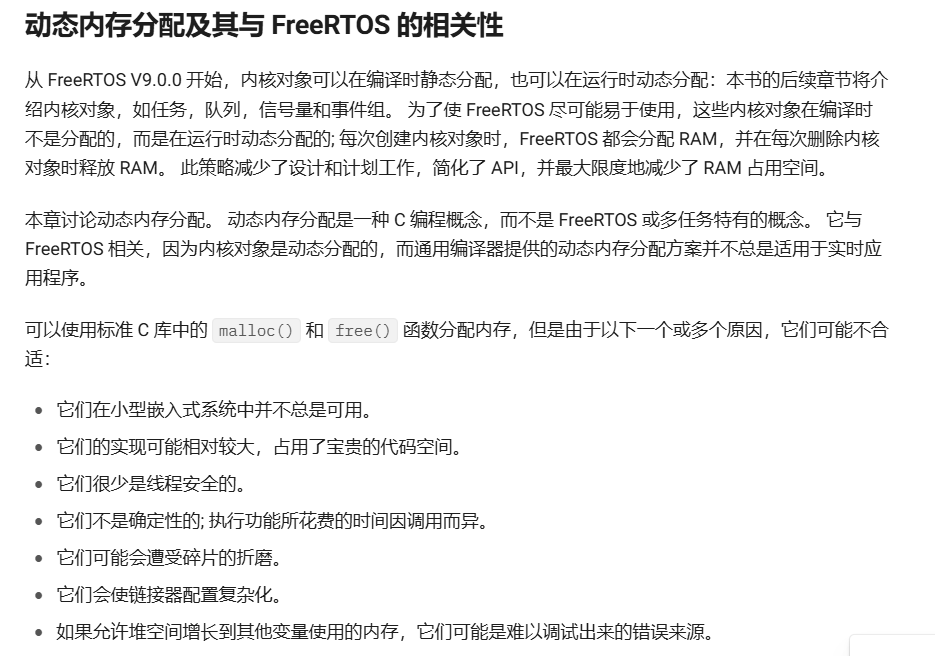 动态内存分配及其与 FreeRTOS 的相关性
从 FreeRTOS V9.0.0 开始，内核对象可以在编译时静态分配，也可以在运行时动态分配：本书的后续章节将介
绍内核对象，如任务，队列，信号量和事件组。 为了使 FreeRTOS 尽可能易于使用，这些内核对象在编译时
不是分配的，而是在运行时动态分配的; 每次创建内核对象时，FreeRTOS 都会分配 RAM，并在每次删除内核
对象时释放 RAM。 此策略减少了设计和计划工作，简化了 API，并最大限度地减少了 RAM 占用空间。
本章讨论动态内存分配。 动态内存分配是一种 C 编程概念，而不是 FreeRTOS 或多任务特有的概念。 它与
FreeRTOS 相关，因为内核对象是动态分配的，而通用编译器提供的动态内存分配方案并不总是适用于实时应
用程序。
可以使用标准 C 库中的 malloc() 和 free() 函数分配内存，但是由于以下一个或多个原因，它们可能不合
适：
• 它们在小型嵌入式系统中并不总是可用。
• 它们的实现可能相对较大，占用了宝贵的代码空间。
• 它们很少是线程安全的。
• 它们不是确定性的; 执行功能所花费的时间因调用而异。
• 它们可能会遭受碎片的折磨。
• 它们会使链接器配置复杂化。
• 如果允许堆空间增长到其他变量使用的内存，它们可能是难以调试出来的错误来源。